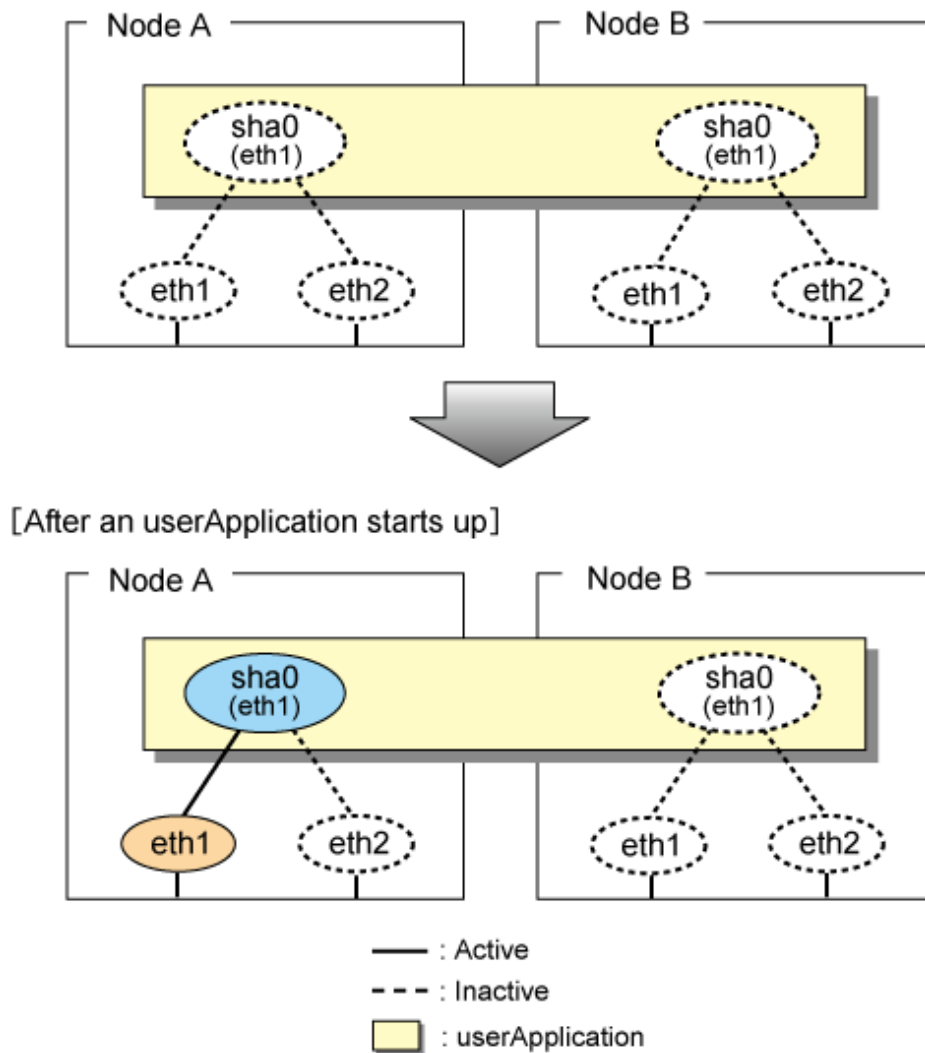 Node A
Node B
sha0
(eth1)
sha0
(eth1)
eth1
eth2
eth1
eth2
[After an userApplication starts up]
Node A
Node B
sha0
(eth1)
sha0
(eth1)
eth1
eth2
eth1
eth2
: Active
: Inactive
: userApplication